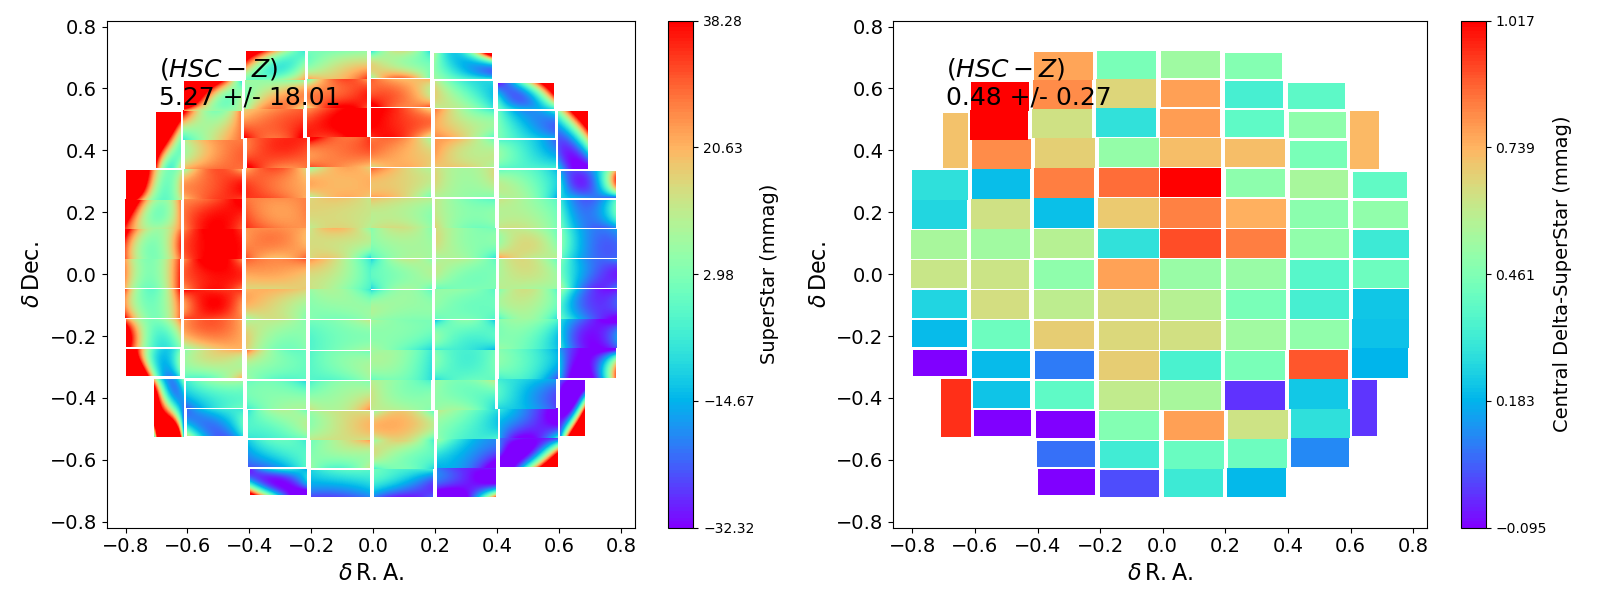 (HSC − Z)
5.27 +/- 18.01
0.8
0.6
0.4
0.2
0.0
−0.2
−0.4
−0.6
−0.8
δ Dec.
−0.8 −0.6 −0.4 −0.2 0.0 0.2 0.4 0.6 0.8
δ R. A.
38.28
20.63
2.98
−14.67
−32.32
SuperStar (mmag)
(HSC − Z)
0.48 +/- 0.27
0.8
0.6
0.4
0.2
0.0
−0.2
−0.4
−0.6
−0.8
δ Dec.
−0.8 −0.6 −0.4 −0.2 0.0 0.2 0.4 0.6 0.8
δ R. A.
1.017
0.739
0.461
0.183
−0.095
Central Delta-SuperStar (mmag)